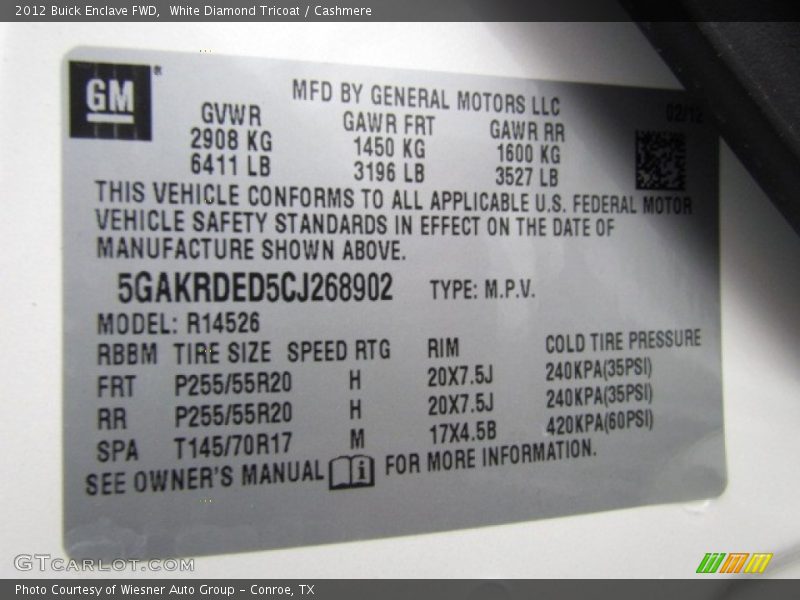 2012 Buick Enclave FWD,  White Diamond Tricoat / Cashmere
GM ®
MFD BY GENERAL MOTORS LLC
02/12
GVWR GAWR FRT GAWR RR
2908 KG 1450 KG 1600 KG
6411 LB 3196 LB 3527 LB
THIS VEHICLE CONFORMS TO ALL APPLICABLE U.S. FEDERAL MOTOR
VEHICLE SAFETY STANDARDS IN EFFECT ON THE DATE OF
MANUFACTURE SHOWN ABOVE.
5GAKRDED5CJ268902 TYPE: M.P.V.
MODEL: R14526
RBBM TIRE SIZE SPEED RTG RIM COLD TIRE PRESSURE
FRT P255/55R20 H 20X7.5J 240KPA(35PSI)
RR P255/55R20 H 20X7.5J 240KPA(35PSI)
SPA T145/70R17 M 17X4.5B 420KPA(60PSI)
SEE OWNER'S MANUAL i FOR MORE INFORMATION.
GTCARLOT.COM
Photo Courtesy of Wiesner Auto Group - Conroe, TX